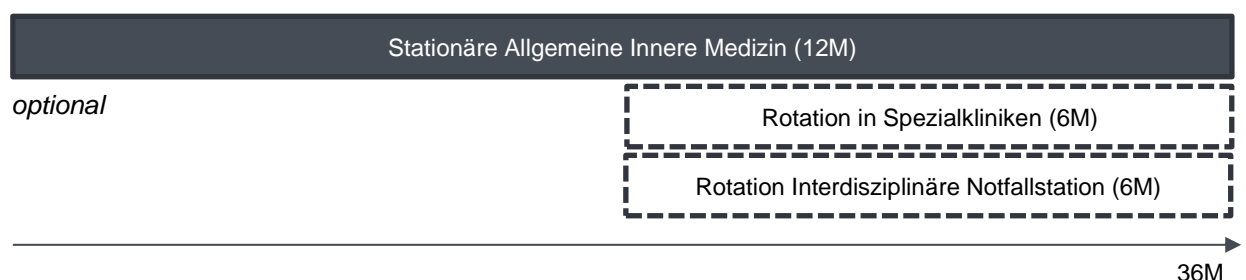 Stationäre Allgemeine Innere Medizin (12M)
optional
Rotation in Spezialkliniken (6M)
Rotation Interdisziplinäre Notfallstation (6M)
36M